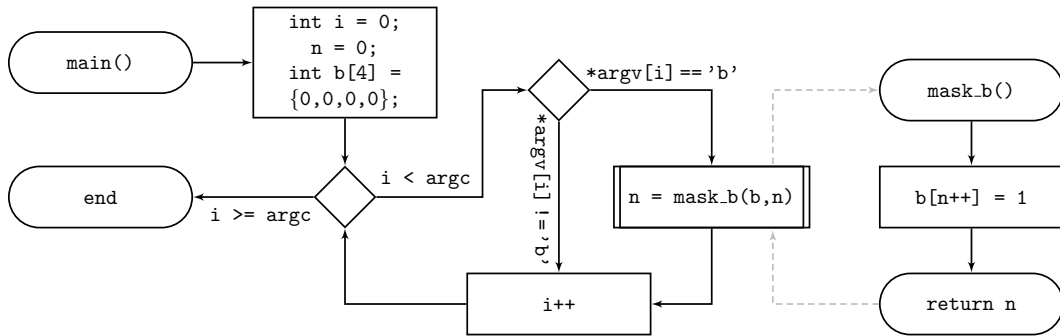 main()
int i = 0;
n = 0;
int b[4] =
{0,0,0,0};
*argv[i]=='b'
mask_b()
*argv[i] !='b'
end
i < argc
i >= argc
n = mask_b(b,n)
b[n++] = 1
i++
return n